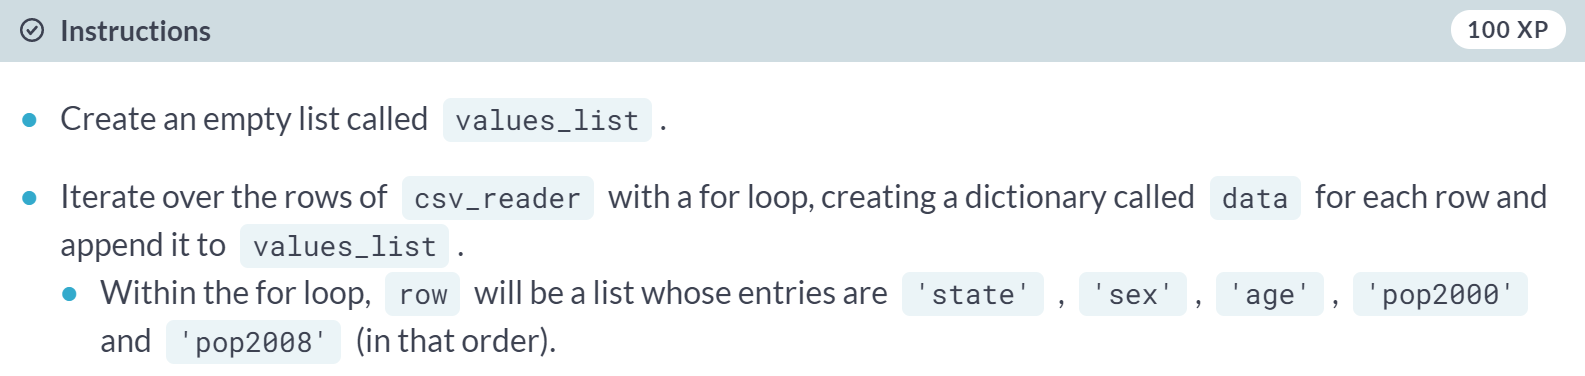 Instructions 100 XP
Create an empty list called values_list .
Iterate over the rows of csv_reader with a for loop, creating a dictionary called data for each row and
append it to values_list .
Within the for loop, row will be a list whose entries are 'state' , 'sex' , 'age' , 'pop2000'
and 'pop2008' (in that order).